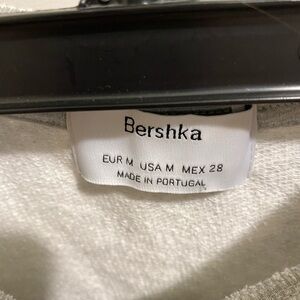 Bershka
EUR M USA M MEX 28
MADE IN PORTUGAL